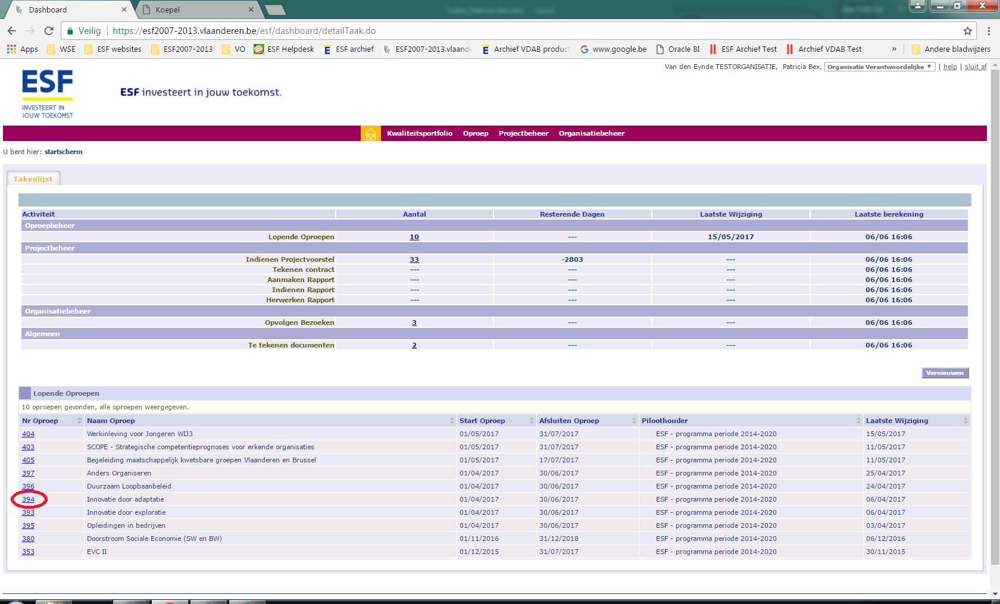 Dashboard
Koepel
Veilig https://esf2007-2013.vlaanderen.be/esf/dashboard/detailTaak.do
Apps WSE ESF websites ESF2007-2013 VO ESF Helpdesk ESF archief ESF2007-2013.vlaande Archief VDAB product www.google.be Oracle BI ESF Archief Test Archief VDAB Test » Andere bladwijzers
Van den Eynde TESTORGANISATIE, Patricia Bex, Organisatie Verantwoordelijke | help | sluit af
ESF
INVESTEERT IN
JOUW TOEKOMST
ESF investeert in jouw toekomst.
Kwaliteitsportfolio Oproep Projectbeheer Organisatiebeheer
U bent hier: startscherm
Takenlijst
Activiteit Aantal Resterende Dagen Laatste Wijziging Laatste berekening
Oproepbeheer
Lopende Oproepen 10 --- 15/05/2017 06/06 16:06
Projectbeheer
Indienen Projectvoorstel 33 -2803 --- 06/06 16:06
Tekenen contract --- --- --- 06/06 16:06
Aanmaken Rapport --- --- --- 06/06 16:06
Indienen Rapport --- --- --- 06/06 16:06
Herwerken Rapport --- --- --- 06/06 16:06
Organisatiebeheer
Opvolgen Bezoeken 3 --- --- 06/06 16:06
Algemeen
Te tekenen documenten 2 --- --- 06/06 16:06
Vernieuwen
Lopende Oproepen
10 oproepen gevonden, alle oproepen weergegeven.
Nr Oproep Naam Oproep Start Oproep Afsluiten Oproep Piloothouder Laatste Wijziging
404 Werkinleving voor Jongeren WIJ3 01/05/2017 31/07/2017 ESF - programma periode 2014-2020 15/05/2017
403 SCOPE - Strategische competentieprognoses voor erkende organisaties 01/05/2017 31/07/2017 ESF - programma periode 2014-2020 11/05/2017
405 Begeleiding maatschappelijk kwetsbare groepen Vlaanderen en Brussel 01/05/2017 17/07/2017 ESF - programma periode 2014-2020 11/05/2017
397 Anders Organiseren 01/04/2017 30/06/2017 ESF - programma periode 2014-2020 25/04/2017
396 Duurzaam Loopbaanbeleid 01/04/2017 30/06/2017 ESF - programma periode 2014-2020 24/04/2017
394 Innovatie door adaptatie 01/04/2017 30/06/2017 ESF - programma periode 2014-2020 06/04/2017
393 Innovatie door exploratie 01/04/2017 30/06/2017 ESF - programma periode 2014-2020 06/04/2017
395 Opleidingen in bedrijven 01/04/2017 30/06/2017 ESF - programma periode 2014-2020 03/04/2017
380 Doorstroom Sociale Economie (SW en BW) 01/11/2016 31/12/2018 ESF - programma periode 2014-2020 06/12/2016
353 EVC II 01/12/2015 31/07/2017 ESF - programma periode 2014-2020 30/11/2015